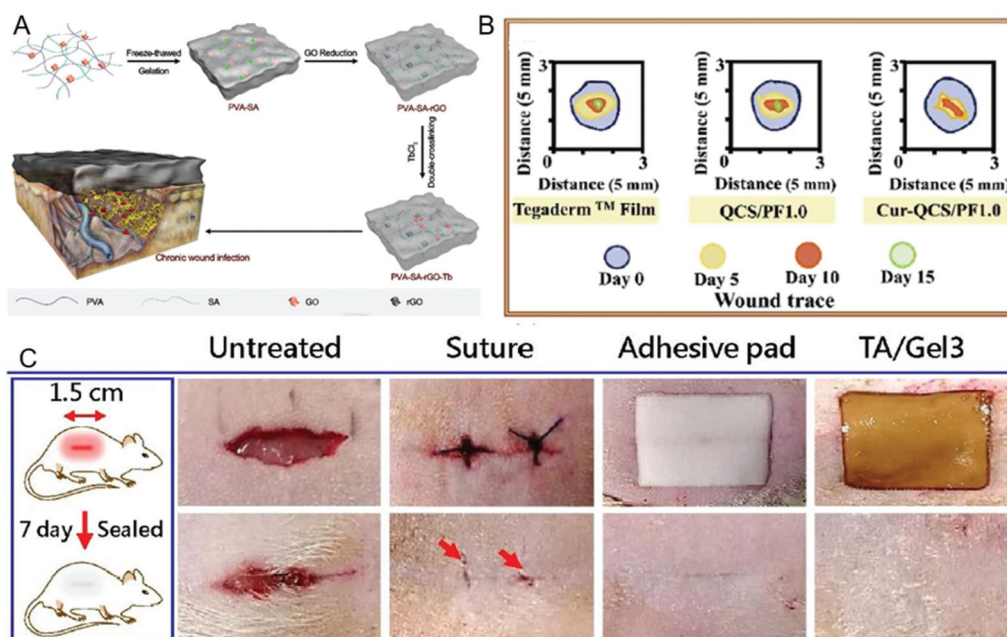 A
Freeze-thawed
Gelation
GO Reduction
PVA-SA
PVA-SA-rGO
TbCl3
Double-crosslinking
Chronic wound infection
PVA-SA-rGO-Tb
PVA
SA
GO
rGO
B
Distance (5 mm)
3
0
3
Distance (5 mm)
Tegaderm ™ Film
Distance (5 mm)
3
0
3
Distance (5 mm)
QCS/PF1.0
Distance (5 mm)
3
0
3
Distance (5 mm)
Cur-QCS/PF1.0
Day 0
Day 5
Day 10
Day 15
Wound trace
C
Untreated
Suture
Adhesive pad
TA/Gel3
1.5 cm
7 day
Sealed